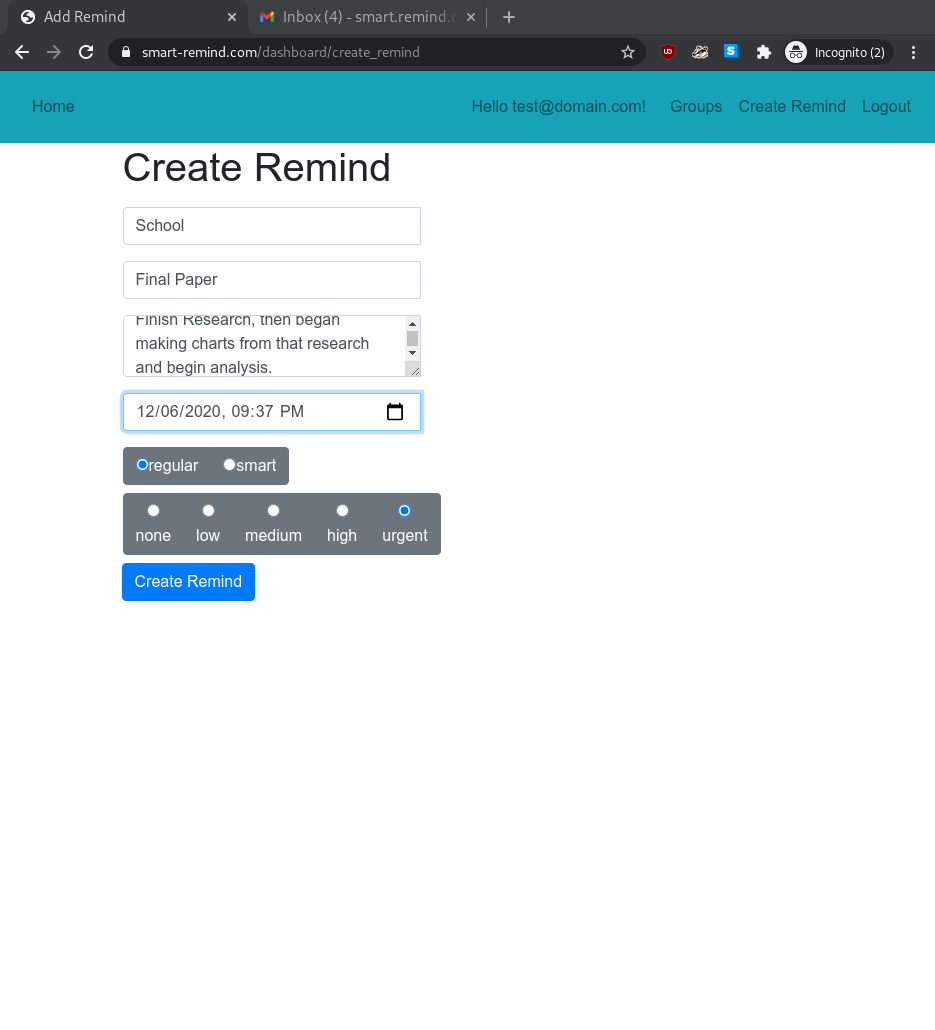 Add Remind
Inbox (4) - smart.remind.
smart-remind.com/dashboard/create_remind
S
Incognito (2)
Home
Hello test@domain.com!
Groups
Create Remind
Logout
Create Remind
School
Final Paper
Finish Research, then began
making charts from that research
and begin analysis.
12/06/2020, 09:37 PM
regular smart
none low medium high urgent
Create Remind